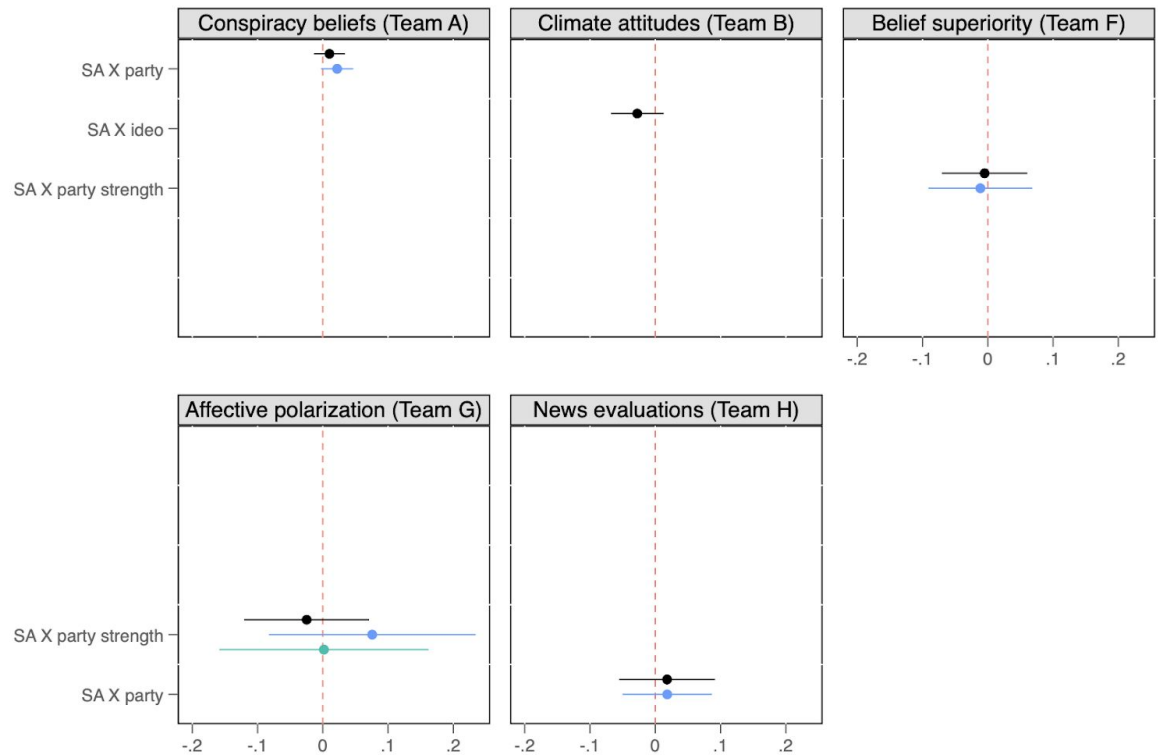 Conspiracy beliefs (Team A)
Climate attitudes (Team B)
Belief superiority (Team F)
SA X party
SA X ideo
SA X party strength
-.2 -.1 0 .1 .2
Affective polarization (Team G)
News evaluations (Team H)
SA X party strength
SA X party
-.2 -.1 0 .1 .2
-.2 -.1 0 .1 .2